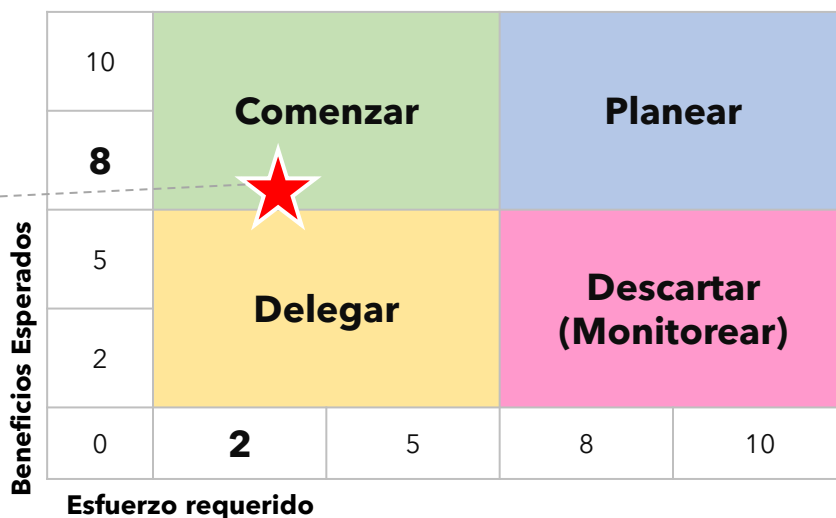 10
Comenzar
Planear
8
Beneficios Esperados
5
Delegar
Descartar
(Monitorear)
2
0
2
5
8
10
Esfuerzo requerido